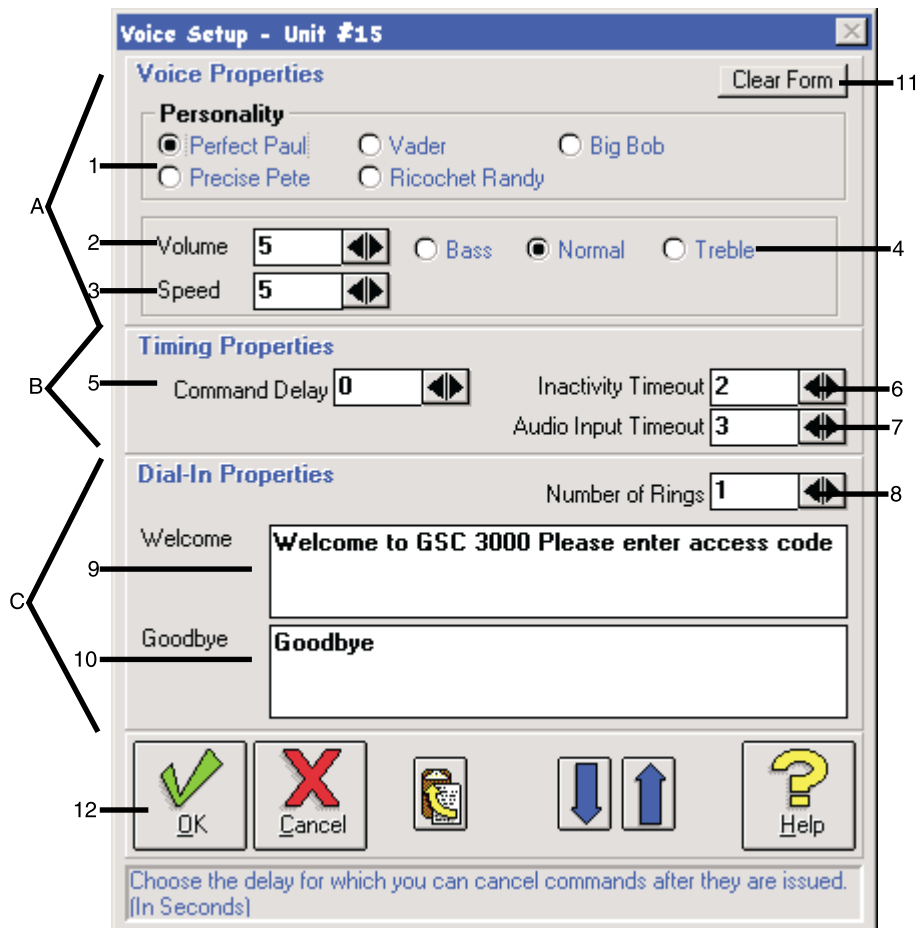 Voice Setup - Unit #15
Voice Properties
Clear Form
11
Personality
Perfect Paul
Vader
Big Bob
1
Precise Pete
Ricochet Randy
A
2
Volume
5
Bass
Normal
Treble
4
3
Speed
5
Timing Properties
B
5
Command Delay
0
Inactivity Timeout
2
6
Audio Input Timeout
3
7
Dial-In Properties
Number of Rings
1
8
Welcome
Welcome to GSC 3000 Please enter access code
9
C
Goodbye
Goodbye
10
12
OK
Cancel
Help
Choose the delay for which you can cancel commands after they are issued.
(In Seconds)